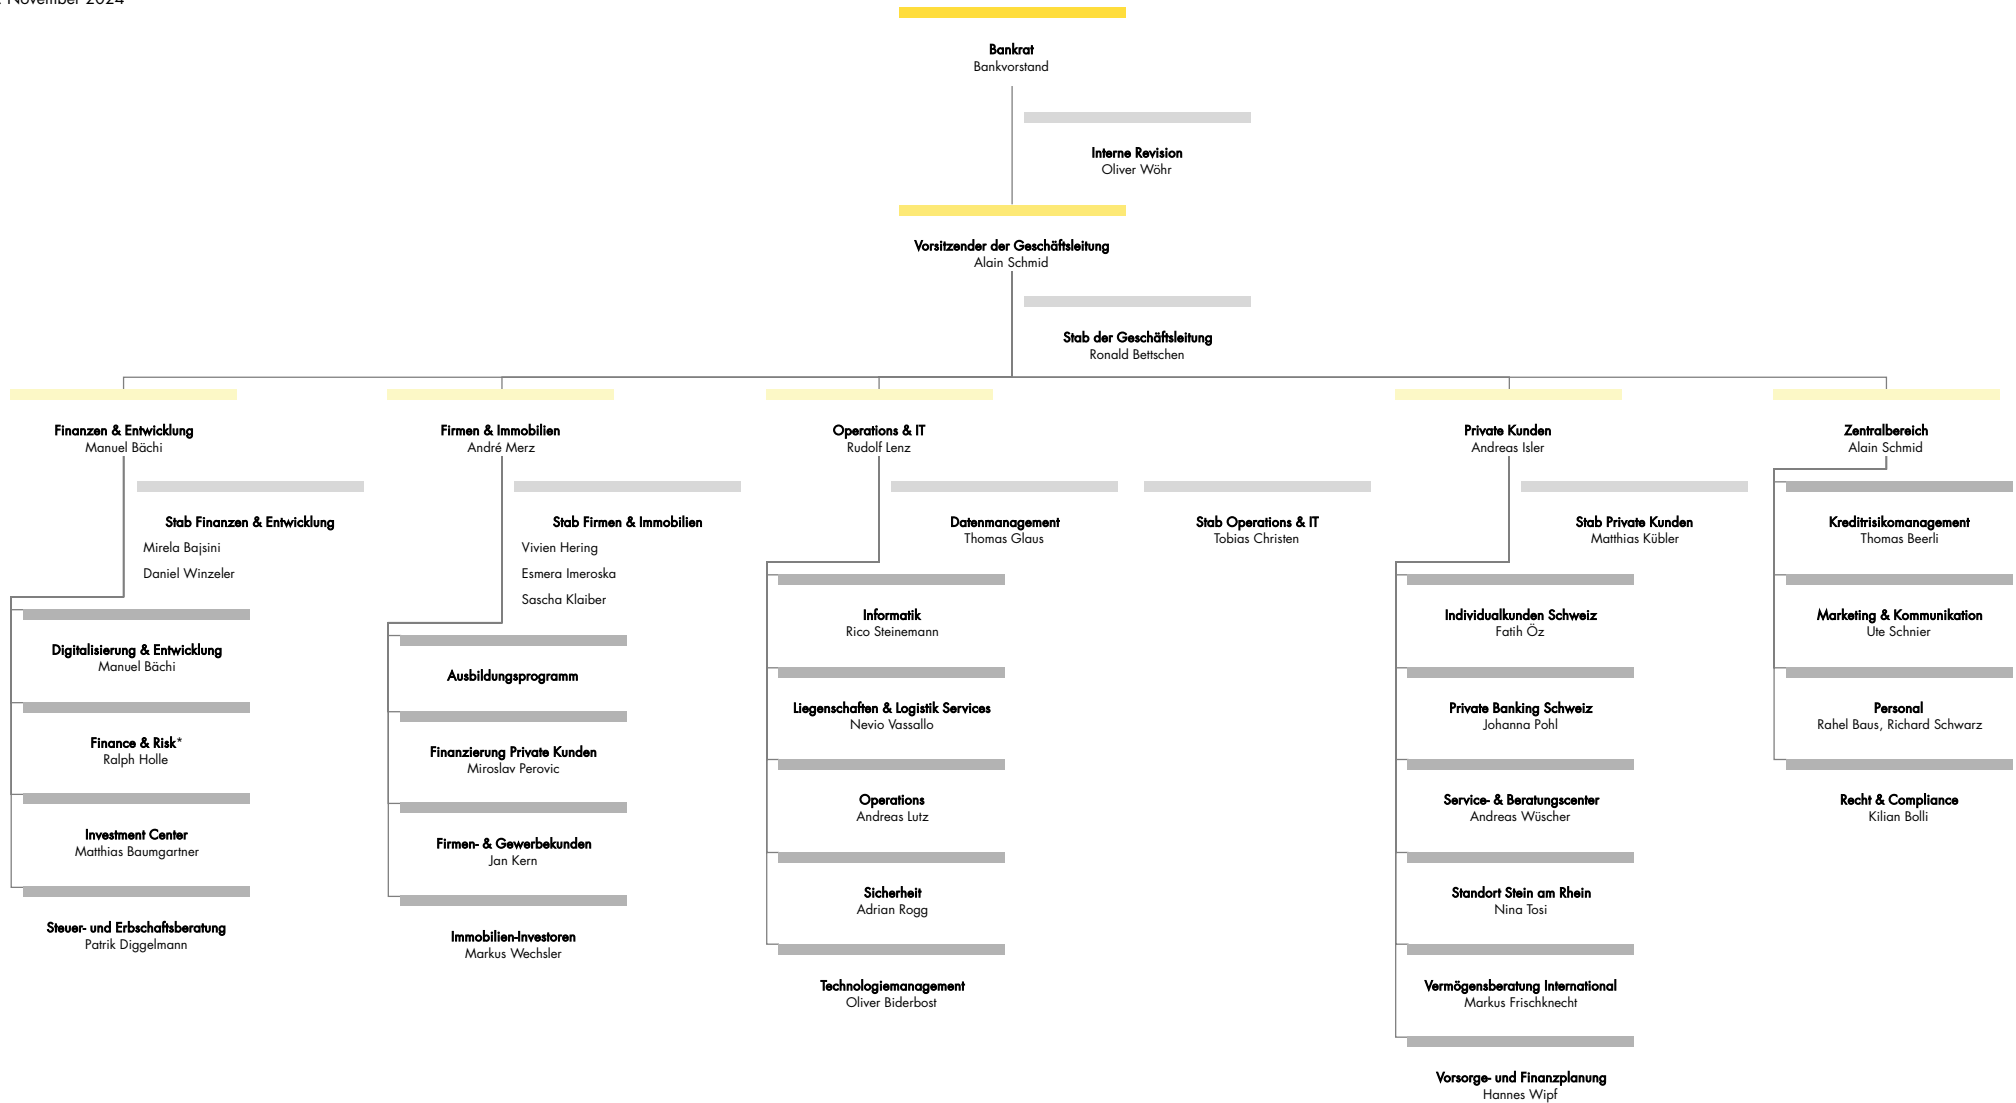 November 2024
Bankrat
Bankvorstand
Interne Revision
Oliver Wöhr
Vorsitzender der Geschäftsleitung
Alain Schmid
Stab der Geschäftsleitung
Ronald Bettschen
Finanzen & Entwicklung
Manuel Bächi
Stab Finanzen & Entwicklung
Mirela Bajsini
Daniel Winzeler
Digitalisierung & Entwicklung
Manuel Bächi
Finance & Risk*
Ralph Holle
Investment Center
Matthias Baumgartner
Steuer- und Erbschaftsberatung
Patrik Diggelmann
Firmen & Immobilien
André Merz
Stab Firmen & Immobilien
Vivien Hering
Esmera Imeroska
Sascha Klaiber
Ausbildungsprogramm
Finanzierung Private Kunden
Miroslav Perovic
Firmen- & Gewerbekunden
Jan Kern
Immobilien-Investoren
Markus Wechsler
Operations & IT
Rudolf Lenz
Datenmanagement
Thomas Glaus
Stab Operations & IT
Tobias Christen
Informatik
Rico Steinemann
Liegenschaften & Logistik Services
Nevio Vassallo
Operations
Andreas Lutz
Sicherheit
Adrian Rogg
Technologiemanagement
Oliver Biderbost
Private Kunden
Andreas Isler
Stab Private Kunden
Matthias Kübler
Individualkunden Schweiz
Fatih Öz
Private Banking Schweiz
Johanna Pohl
Service- & Beratungscenter
Andreas Wüscher
Standort Stein am Rhein
Nina Tosi
Vermögensberatung International
Markus Frischknecht
Vorsorge- und Finanzplanung
Hannes Wipf
Zentralbereich
Alain Schmid
Kreditrisikomanagement
Thomas Beerli
Marketing & Kommunikation
Ute Schnier
Personal
Rahel Baus, Richard Schwarz
Recht & Compliance
Kilian Bolli